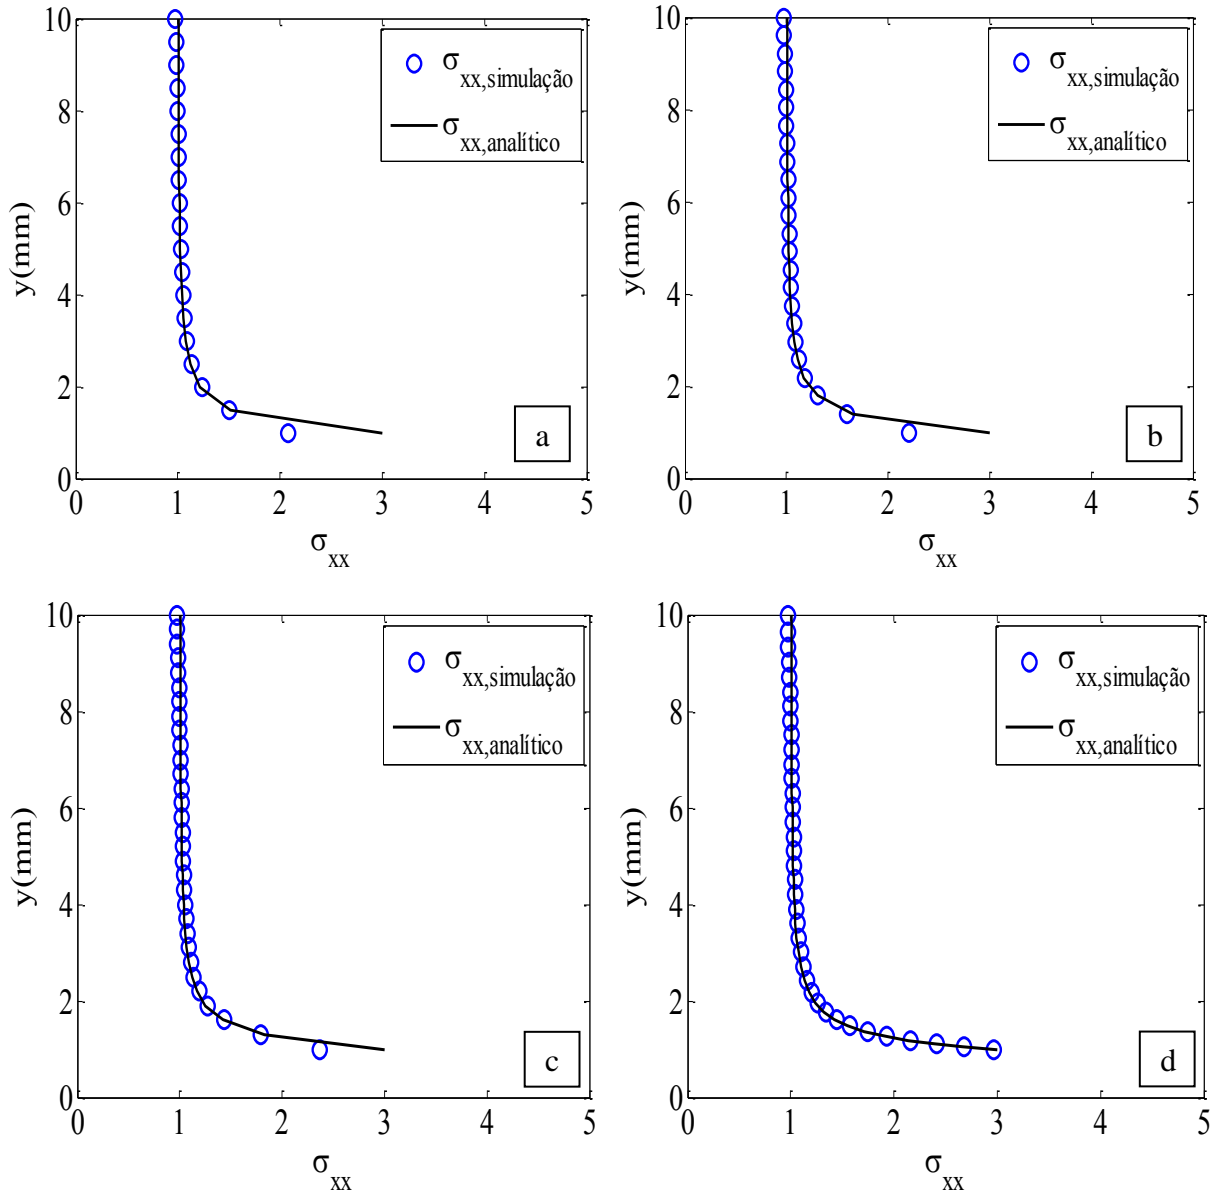 10
8
6
4
2
0
y(mm)
σxx,simulação
σxx,analítico
a
0 1 2 3 4 5
σxx
10
8
6
4
2
0
y(mm)
σxx,simulação
σxx,analítico
b
0 1 2 3 4 5
σxx
10
8
6
4
2
0
y(mm)
σxx,simulação
σxx,analítico
c
0 1 2 3 4 5
σxx
10
8
6
4
2
0
y(mm)
σxx,simulação
σxx,analítico
d
0 1 2 3 4 5
σxx